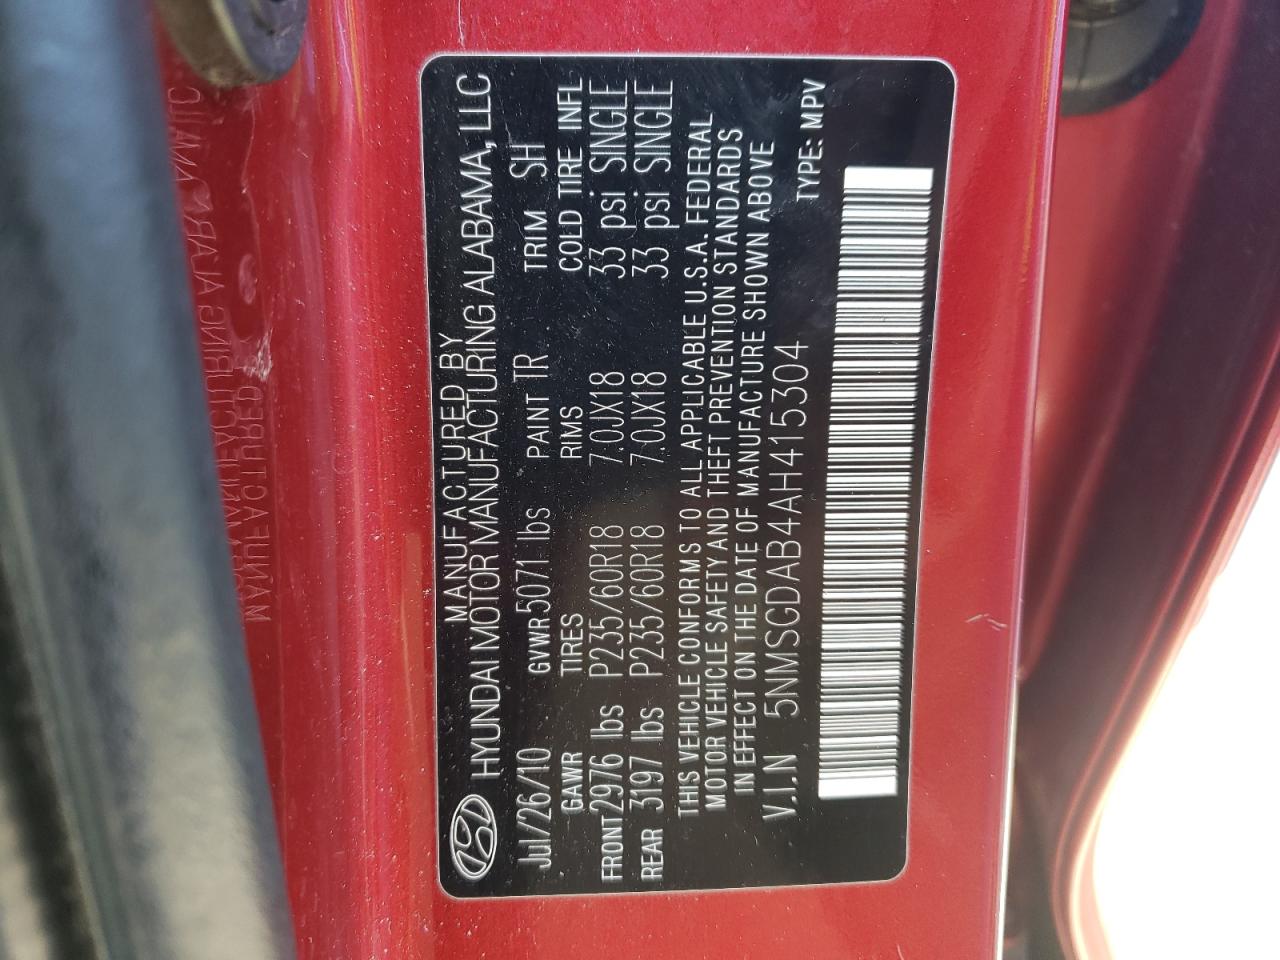 MANUFACTURED BY
HYUNDAI MOTOR MANUFACTURING ALABAMA, LLC
Jul/26/10 GVWR 5071 lbs PAINT TR TRIM SH
GAWR TIRES RIMS COLD TIRE INFL
FRONT 2976 lbs P235/60R18 7.0JX18 33 psi SINGLE
REAR 3197 lbs P235/60R18 7.0JX18 33 psi SINGLE
THIS VEHICLE CONFORMS TO ALL APPLICABLE U.S.A. FEDERAL
MOTOR VEHICLE SAFETY AND THEFT PREVENTION STANDARDS
IN EFFECT ON THE DATE OF MANUFACTURE SHOWN ABOVE
V.I.N 5NMSGDAB4AH415304 TYPE: MPV